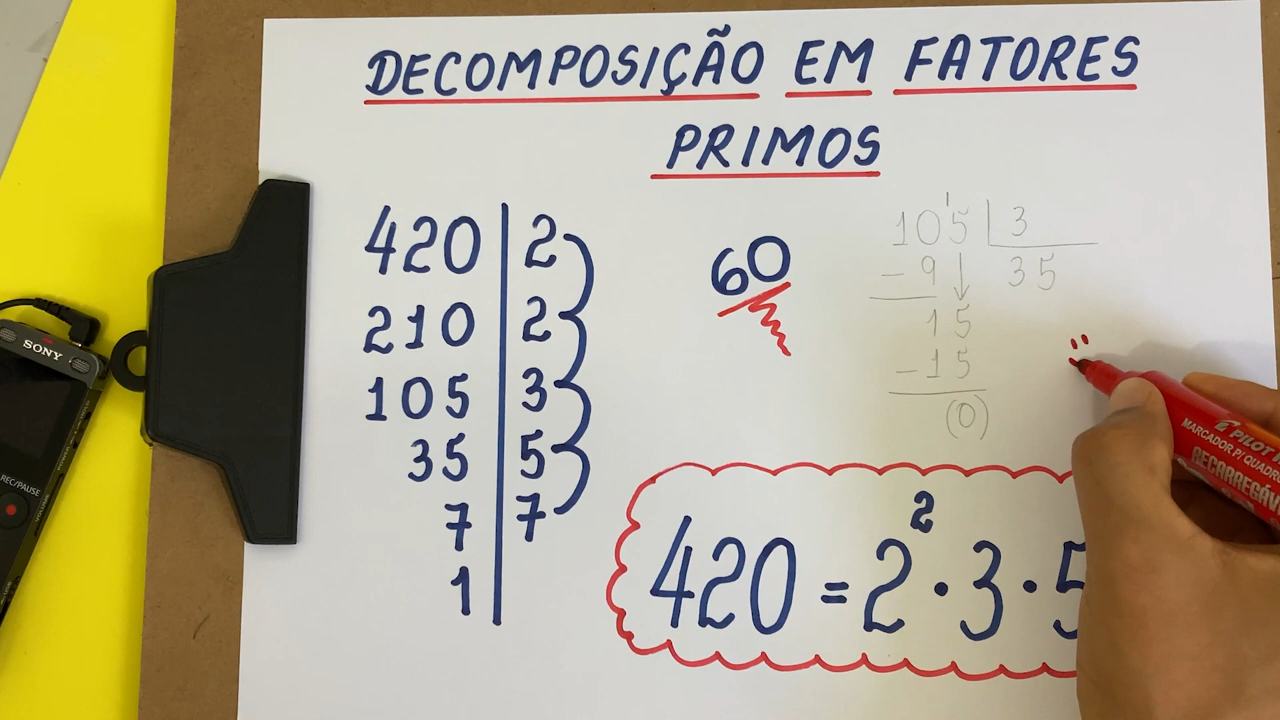 DECOMPOSIÇÃO EM FATORES
PRIMOS
420 | 2
210 | 2
105 | 3
35 | 5
7 | 7
1
60
105 | 3
- 9 35
15
- 15
(0)
420 = 2² · 3 · 5
SONY
REC/PAUSE
PILOT
MARCADOR P/ QUADRO
RECARREGÁV